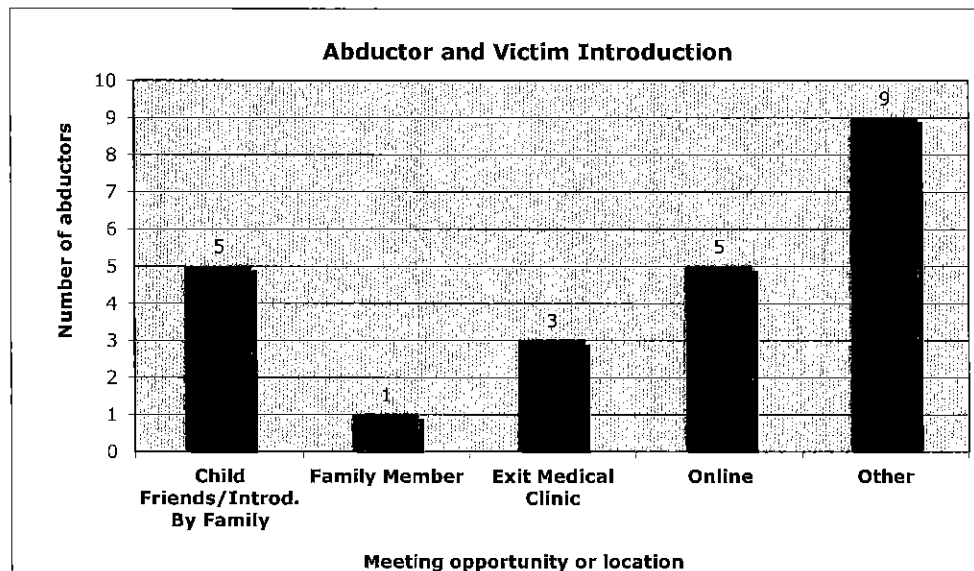 Abductor and Victim Introduction
10
9
8
7
6
5
4
3
2
1
0
Number of abductors
5
1
3
5
9
Child
Friends/Introd.
By Family
Family Member
Exit Medical
Clinic
Online
Other
Meeting opportunity or location